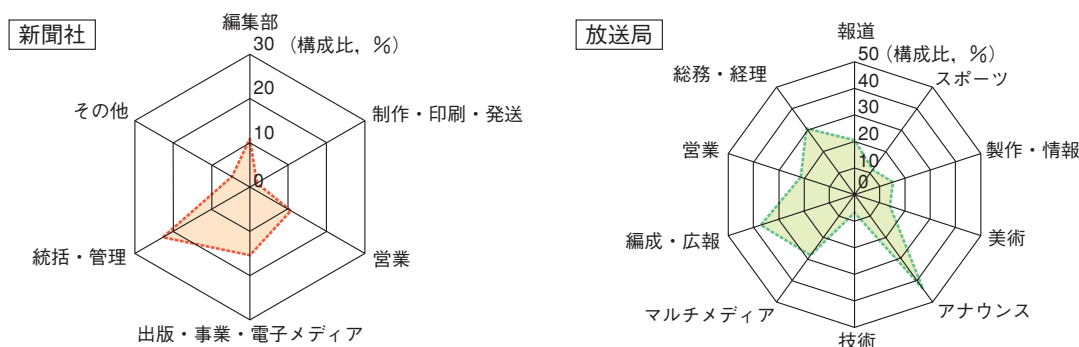 新聞社
編集部
30 (構成比，％)
20
10
0
制作・印刷・発送
営業
出版・事業・電子メディア
統括・管理
その他
放送局
報道
50 (構成比，％)
40
30
20
10
0
スポーツ
製作・情報
美術
アナウンス
技術
マルチメディア
編成・広報
営業
総務・経理